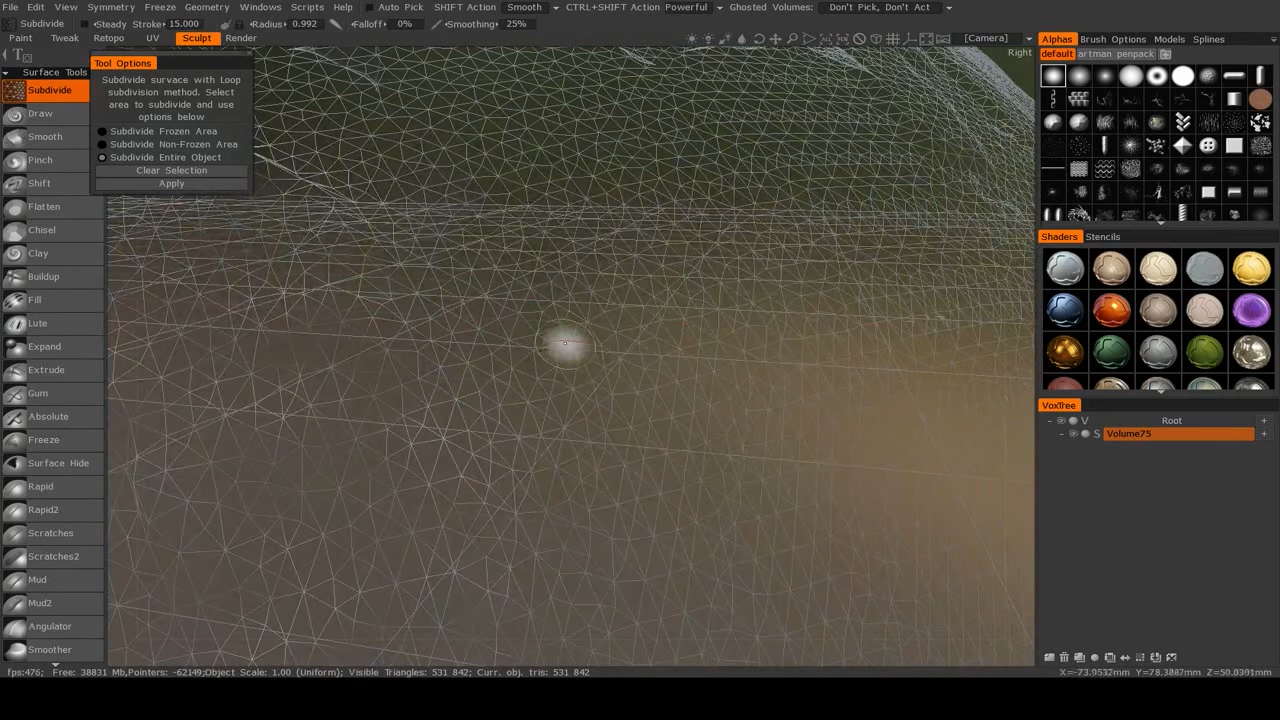 File Edit View Symmetry Freeze Geometry Windows Scripts Help Auto Pick SHIFT Action Smooth CTRL+SHIFT Action Powerful Ghosted Volumes: Don't Pick, Don't Act
Subdivide Steady Stroke 15.000 Radius 0.992 Falloff 0% Smoothing 25%
Paint Tweak Retopo UV Sculpt Render [Camera] Alphas Brush Options Models Splines
Right
default artman penpack
Tool Options
Surface Tools
Subdivide survace with Loop
subdivision method. Select
area to subdivide and use
options below
Subdivide Frozen Area
Subdivide Non-Frozen Area
Subdivide Entire Object
Clear Selection
Apply
Subdivide
Draw
Smooth
Pinch
Shift
Flatten
Chisel
Clay
Buildup
Fill
Lute
Expand
Extrude
Gum
Absolute
Freeze
Surface Hide
Rapid
Rapid2
Scratches
Scratches2
Mud
Mud2
Angulator
Smoother
Shaders Stencils
VoxTree
V Root +
S Volume75 +
fps:476; Free: 38831 Mb,Pointers: -62149;Object Scale: 1.00 (Uniform); Visible Triangles: 531 842; Curr. obj. tris: 531 842